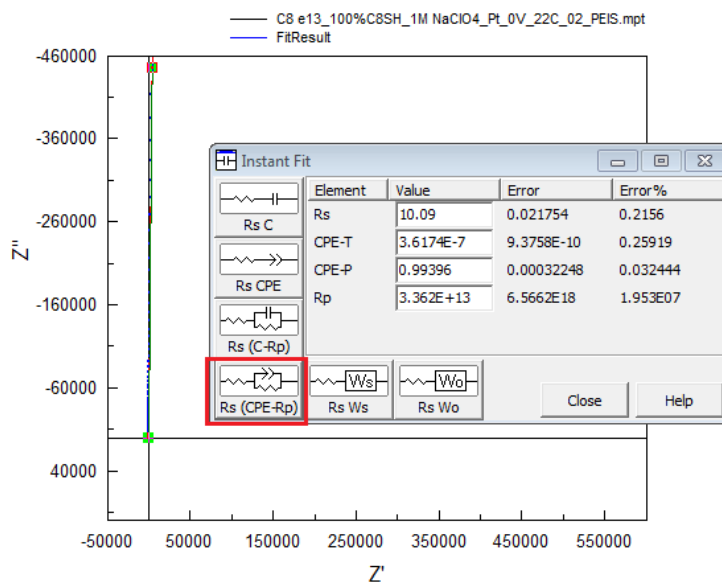 C8 e13_100%C8SH_1M NaClO4_Pt_0V_22C_02_PEIS.mpt
FitResult
-460000
-360000
-260000
-160000
-60000
40000
Z''
-50000 50000 150000 250000 350000 450000 550000
Z'
Instant Fit
Rs C
Rs CPE
Rs (C-Rp)
Rs (CPE-Rp)
Rs Ws
Rs Wo
Element Value Error Error%
Rs 10.09 0.021754 0.2156
CPE-T 3.6174E-7 9.3758E-10 0.25919
CPE-P 0.99396 0.00032248 0.032444
Rp 3.362E+13 6.5662E18 1.953E07
Ws
Wo
Close
Help